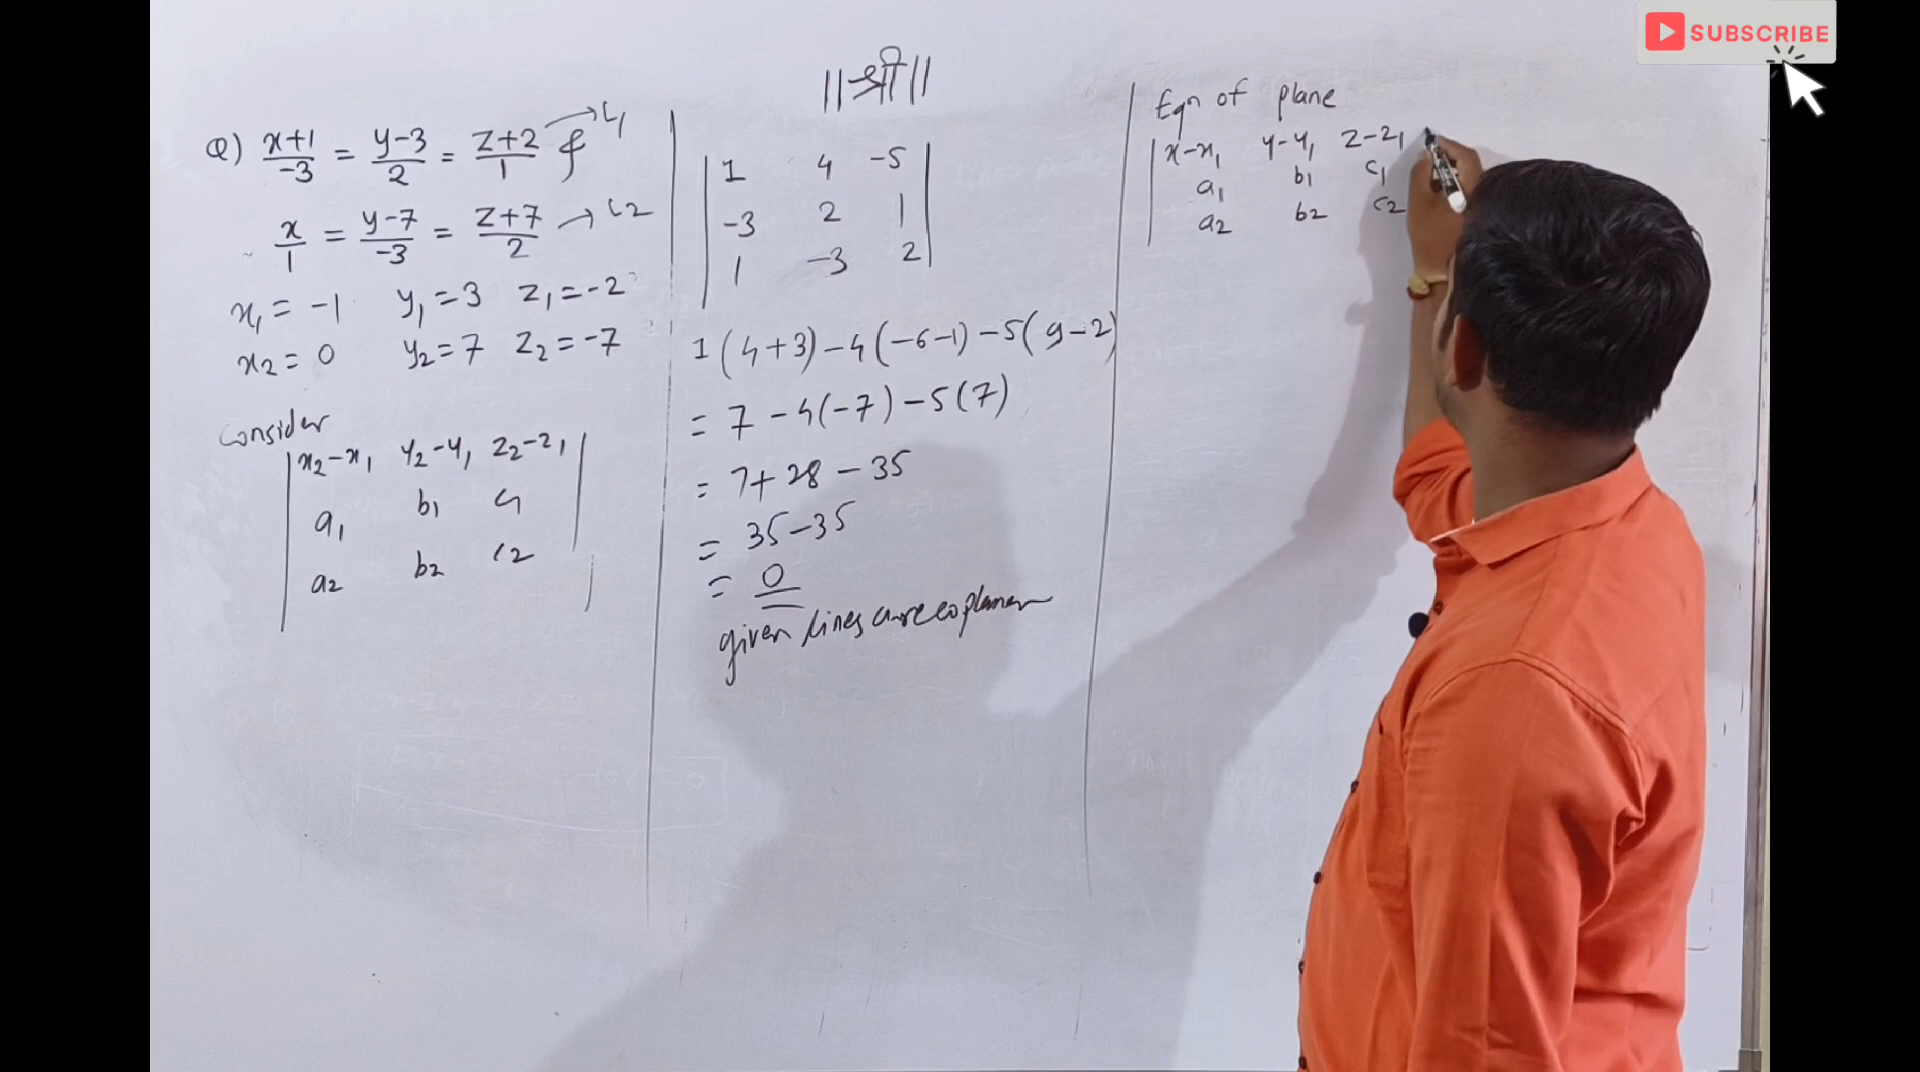 ||श्री||
Q) x+1/-3 = y-3/2 = z+2/1 & → L1
x/1 = y-7/-3 = z+7/2 → L2
x1 = -1 y1 = 3 z1 = -2
x2 = 0 y2 = 7 z2 = -7
Consider
| x2-x1 y2-y1 z2-z1 |
| a1 b1 c1 |
| a2 b2 c2 |
| 1 4 -5 |
| -3 2 1 |
| 1 -3 2 |
1(4+3)-4(-6-1)-5(9-2)
= 7 -4(-7) -5(7)
= 7+28-35
= 35-35
= 0
given lines are coplanar
Eqn of plane
| x-x1 y-y1 z-z1
| a1 b1 c1
| a2 b2 c2
SUBSCRIBE